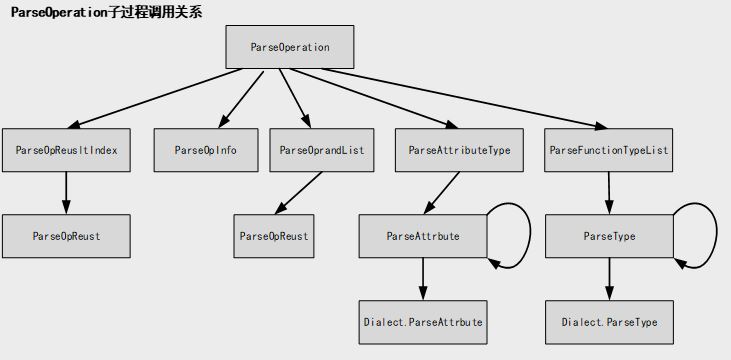 ParseOperation子过程调用关系
ParseOperation
ParseOpReusltIndex
ParseOpInfo
ParseOprandList
ParseAttributeType
ParseFunctionTypeList
ParseOpReust
ParseOpReust
ParseAttrbute
ParseType
Dialect.ParseAttrbute
Dialect.ParseType